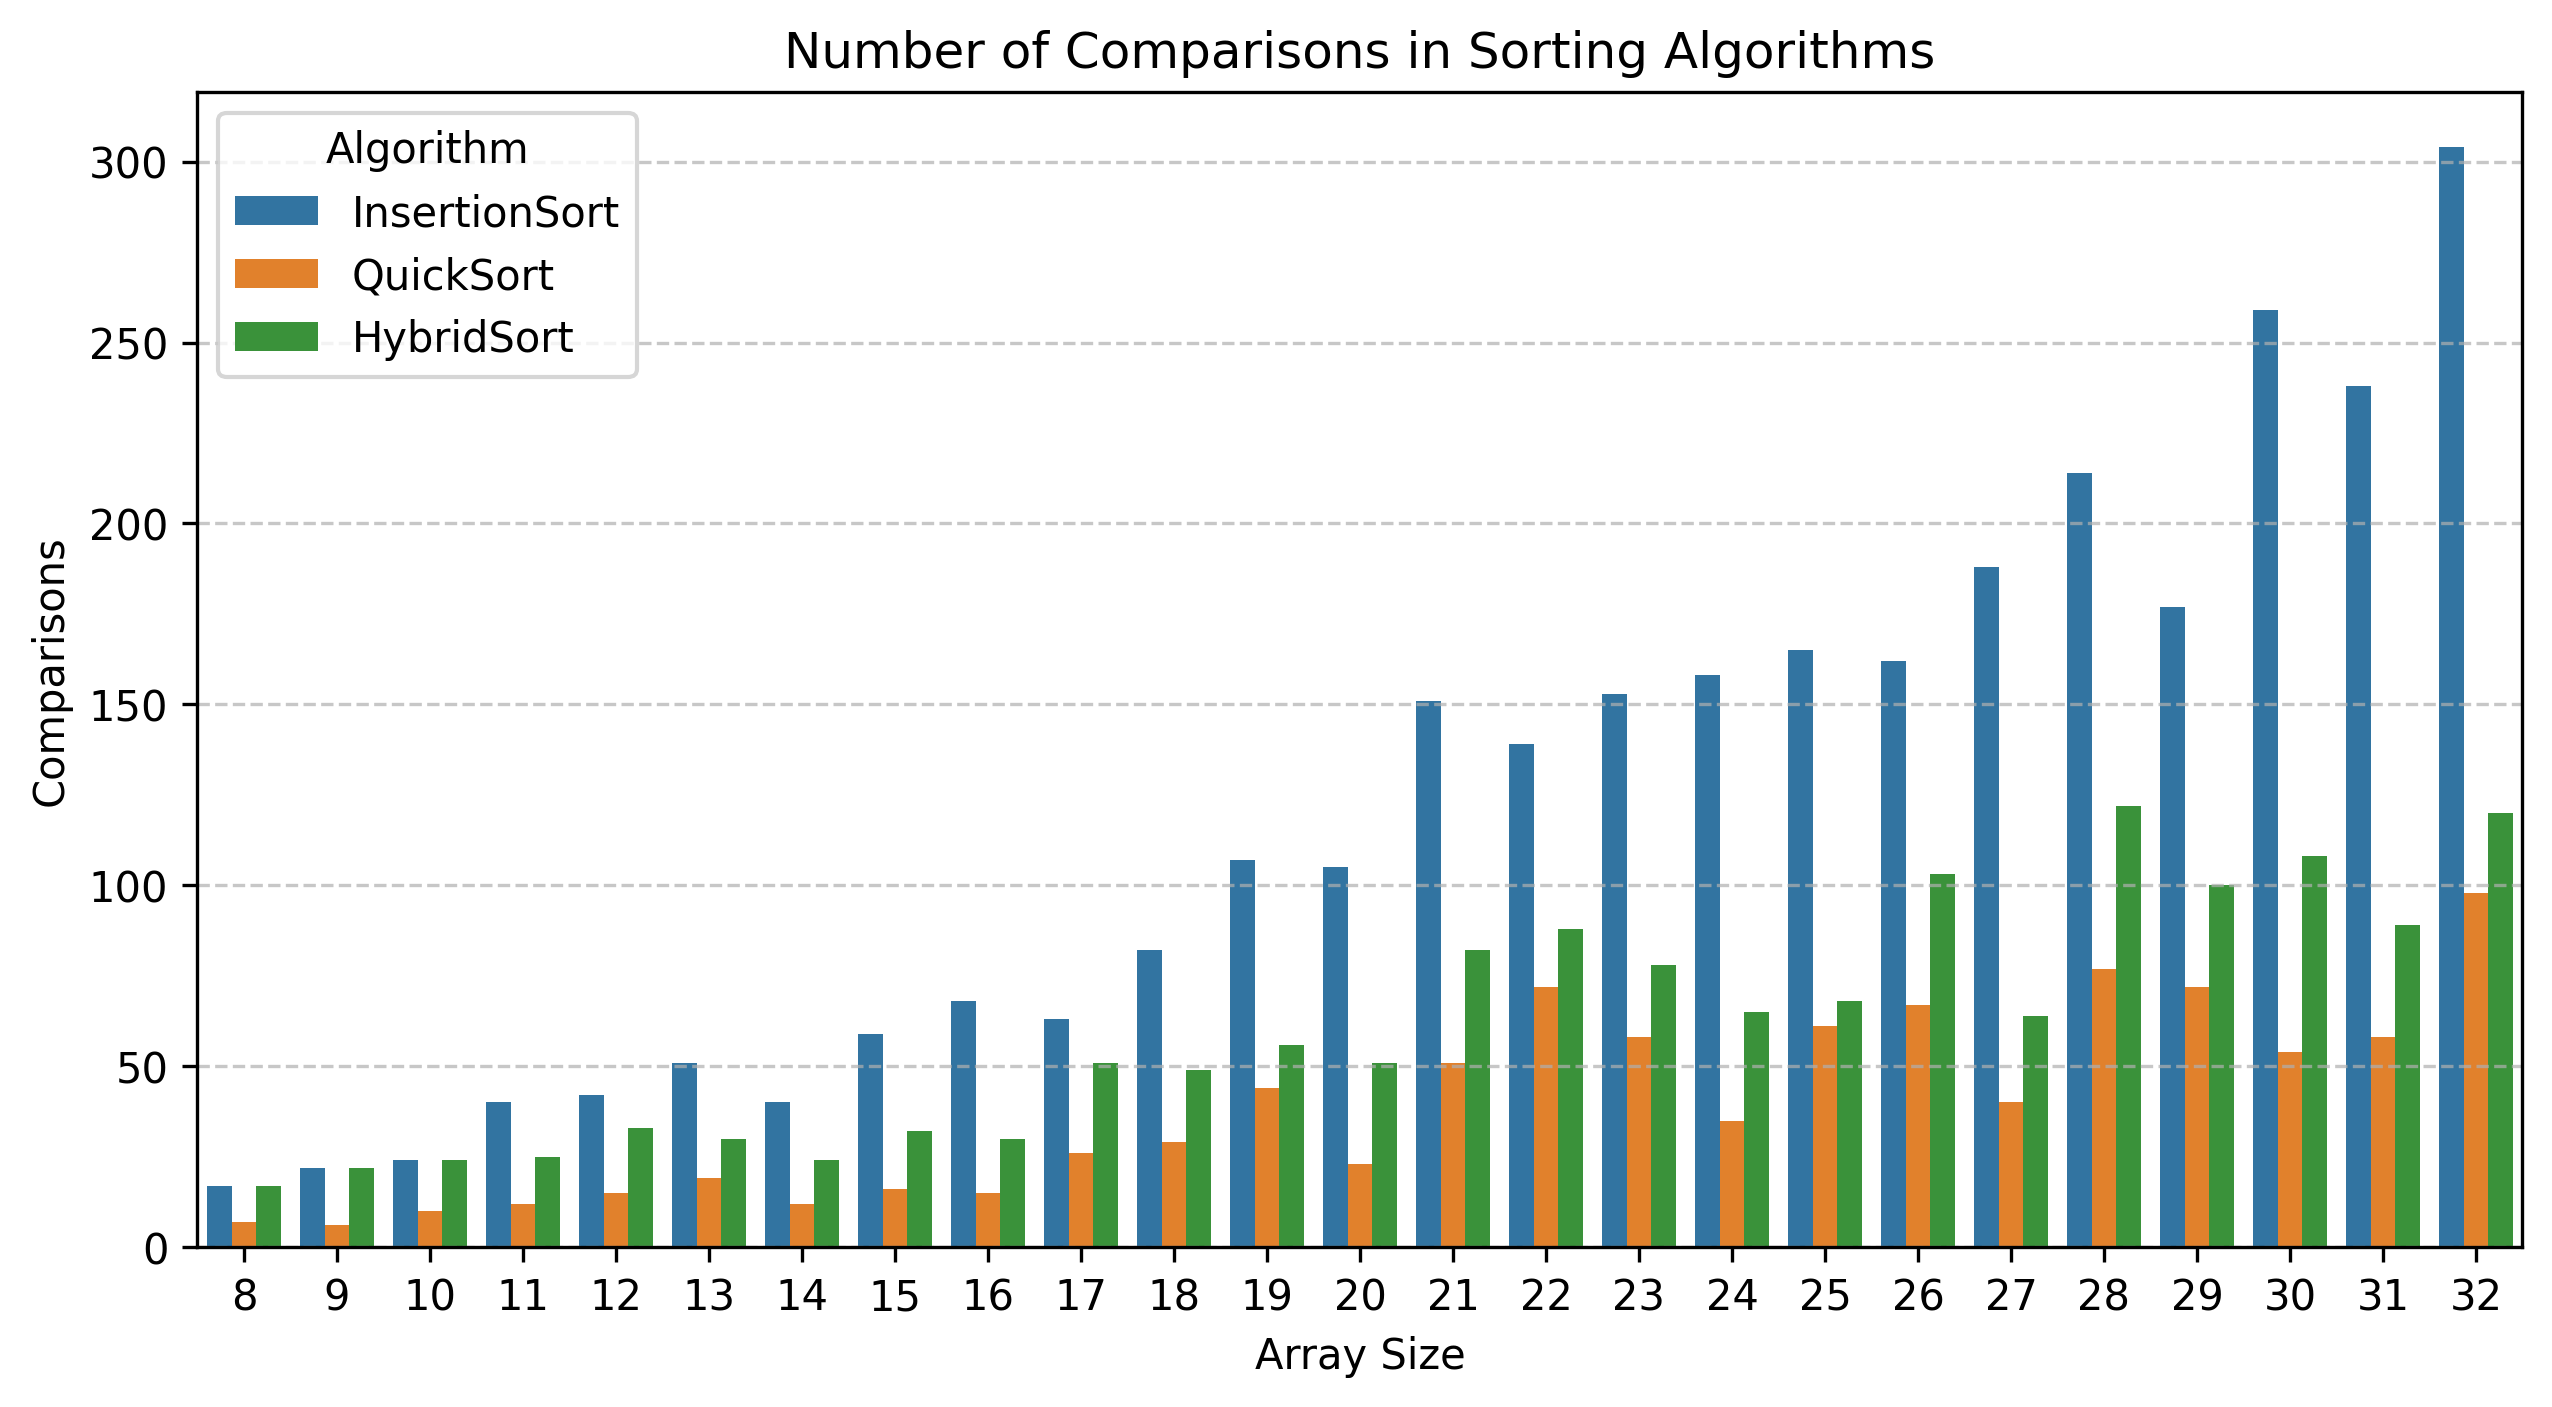 Number of Comparisons in Sorting Algorithms
Algorithm
InsertionSort
QuickSort
HybridSort
Comparisons
300
250
200
150
100
50
0
8 9 10 11 12 13 14 15 16 17 18 19 20 21 22 23 24 25 26 27 28 29 30 31 32
Array Size